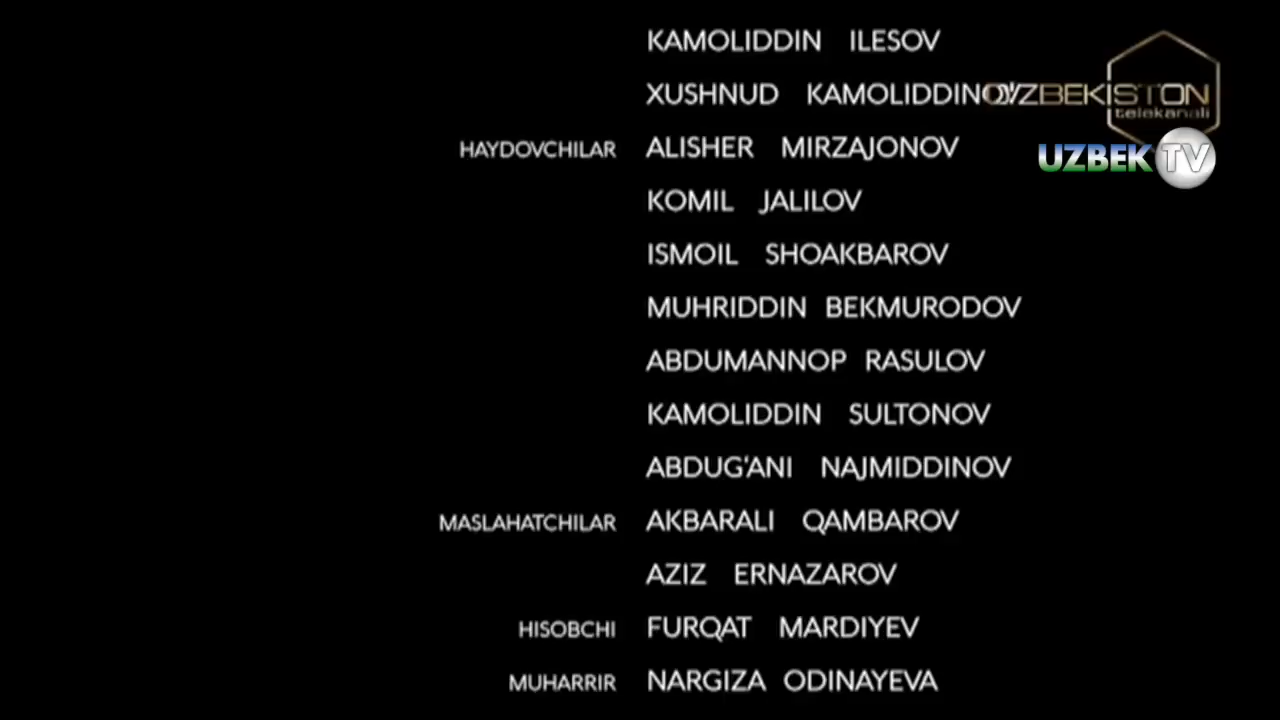 KAMOLIDDIN ILESOV
XUSHNUD KAMOLIDDINOV
O'ZBEKISTON
telekanali
HAYDOVCHILAR ALISHER MIRZAJONOV
UZBEK TV
KOMIL JALILOV
ISMOIL SHOAKBAROV
MUHRIDDIN BEKMURODOV
ABDUMANNOP RASULOV
KAMOLIDDIN SULTONOV
ABDUG‘ANI NAJMIDDINOV
MASLAHATCHILAR AKBARALI QAMBAROV
AZIZ ERNAZAROV
HISOBCHI FURQAT MARDIYEV
MUHARRIR NARGIZA ODINAYEVA